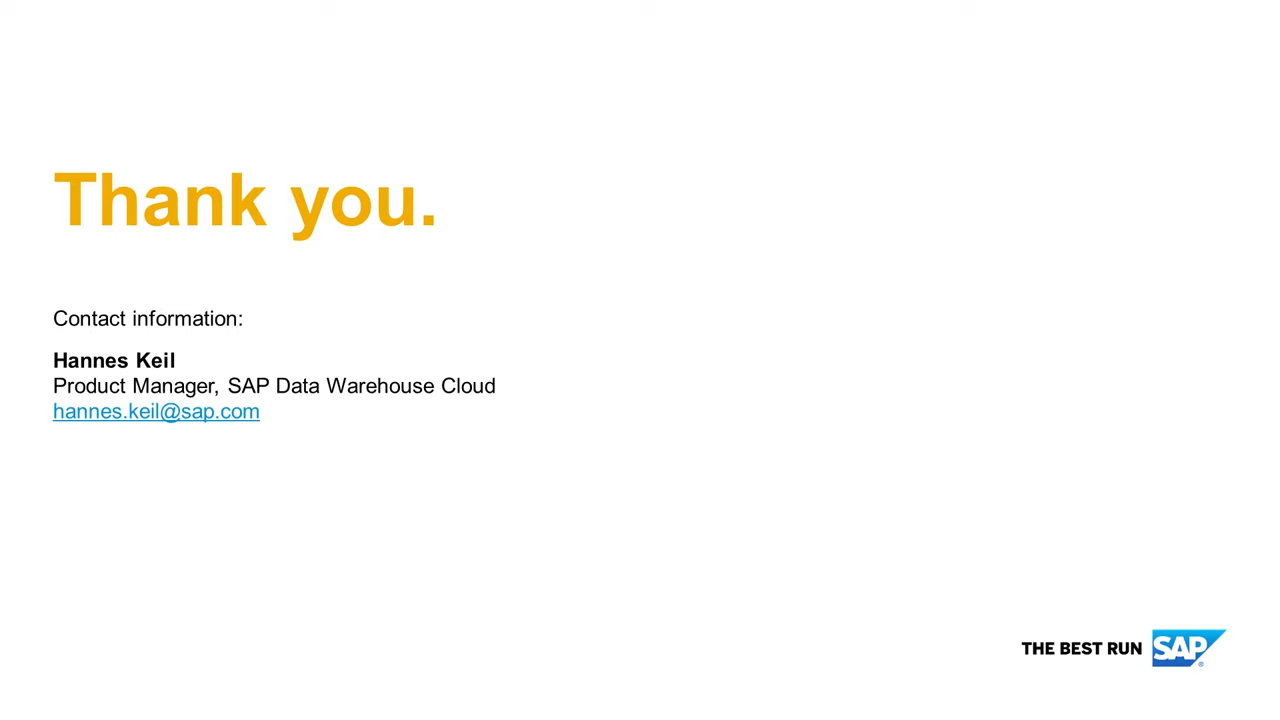 Thank you.
Contact information:
Hannes Keil
Product Manager, SAP Data Warehouse Cloud
hannes.keil@sap.com
THE BEST RUN SAP®